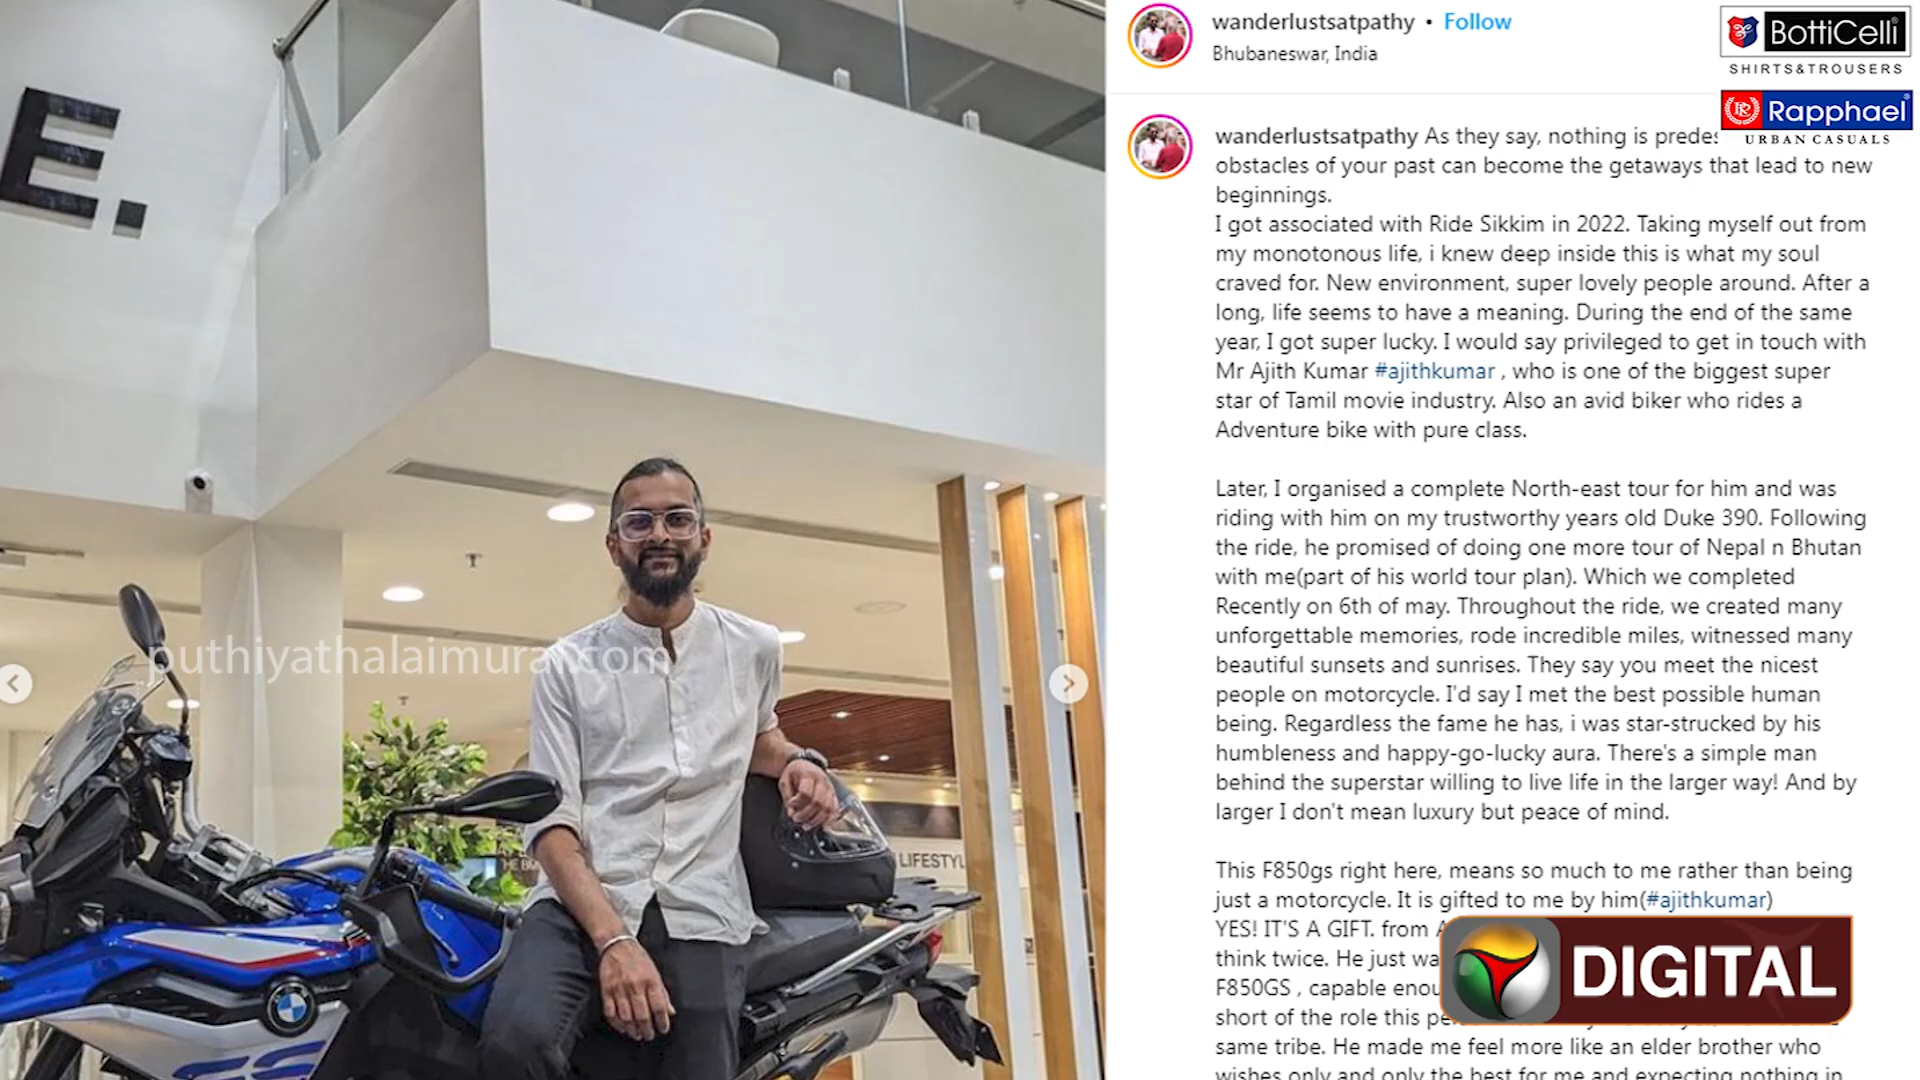 E.
puthiyathalaimurai.com
LIFESTYL
wanderlustsatpathy • Follow
Bhubaneswar, India
BottiCelli
SHIRTS&TROUSERS
Rapphael
URBAN CASUALS
wanderlustsatpathy As they say, nothing is predes
obstacles of your past can become the getaways that lead to new
beginnings.
I got associated with Ride Sikkim in 2022. Taking myself out from
my monotonous life, i knew deep inside this is what my soul
craved for. New environment, super lovely people around. After a
long, life seems to have a meaning. During the end of the same
year, I got super lucky. I would say privileged to get in touch with
Mr Ajith Kumar #ajithkumar , who is one of the biggest super
star of Tamil movie industry. Also an avid biker who rides a
Adventure bike with pure class.
Later, I organised a complete North-east tour for him and was
riding with him on my trustworthy years old Duke 390. Following
the ride, he promised of doing one more tour of Nepal n Bhutan
with me(part of his world tour plan). Which we completed
Recently on 6th of may. Throughout the ride, we created many
unforgettable memories, rode incredible miles, witnessed many
beautiful sunsets and sunrises. They say you meet the nicest
people on motorcycle. I'd say I met the best possible human
being. Regardless the fame he has, i was star-strucked by his
humbleness and happy-go-lucky aura. There's a simple man
behind the superstar willing to live life in the larger way! And by
larger I don't mean luxury but peace of mind.
This F850gs right here, means so much to me rather than being
just a motorcycle. It is gifted to me by him(#ajithkumar)
YES! IT'S A GIFT. from
think twice. He just wa
F850GS , capable enou
short of the role this pe
same tribe. He made me feel more like an elder brother who
wishes only and only the best for me and expecting nothing in
DIGITAL